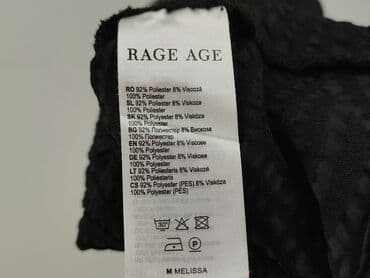 RAGE AGE
RO 92% Poliester 8% Viscoză
100% Poliester
SL 92% Poliester 8% Viskoza
100% Poliester
SK 92% Polyester 8% Viskóza
100% Polyester
BG 92% Полиестер 8% Вискоза
100% Полиестер
EN 92% Polyester 8% Viscose
100% Polyester
DE 92% Polyester 8% Viskose
100% Polyester
LT 92% Poliesteris 8% Viskozė
100% Poliesteris
CS 92% Polyester (PES) 8% Viskóza
100% Polyester (PES)
30°
P
M MELISSA